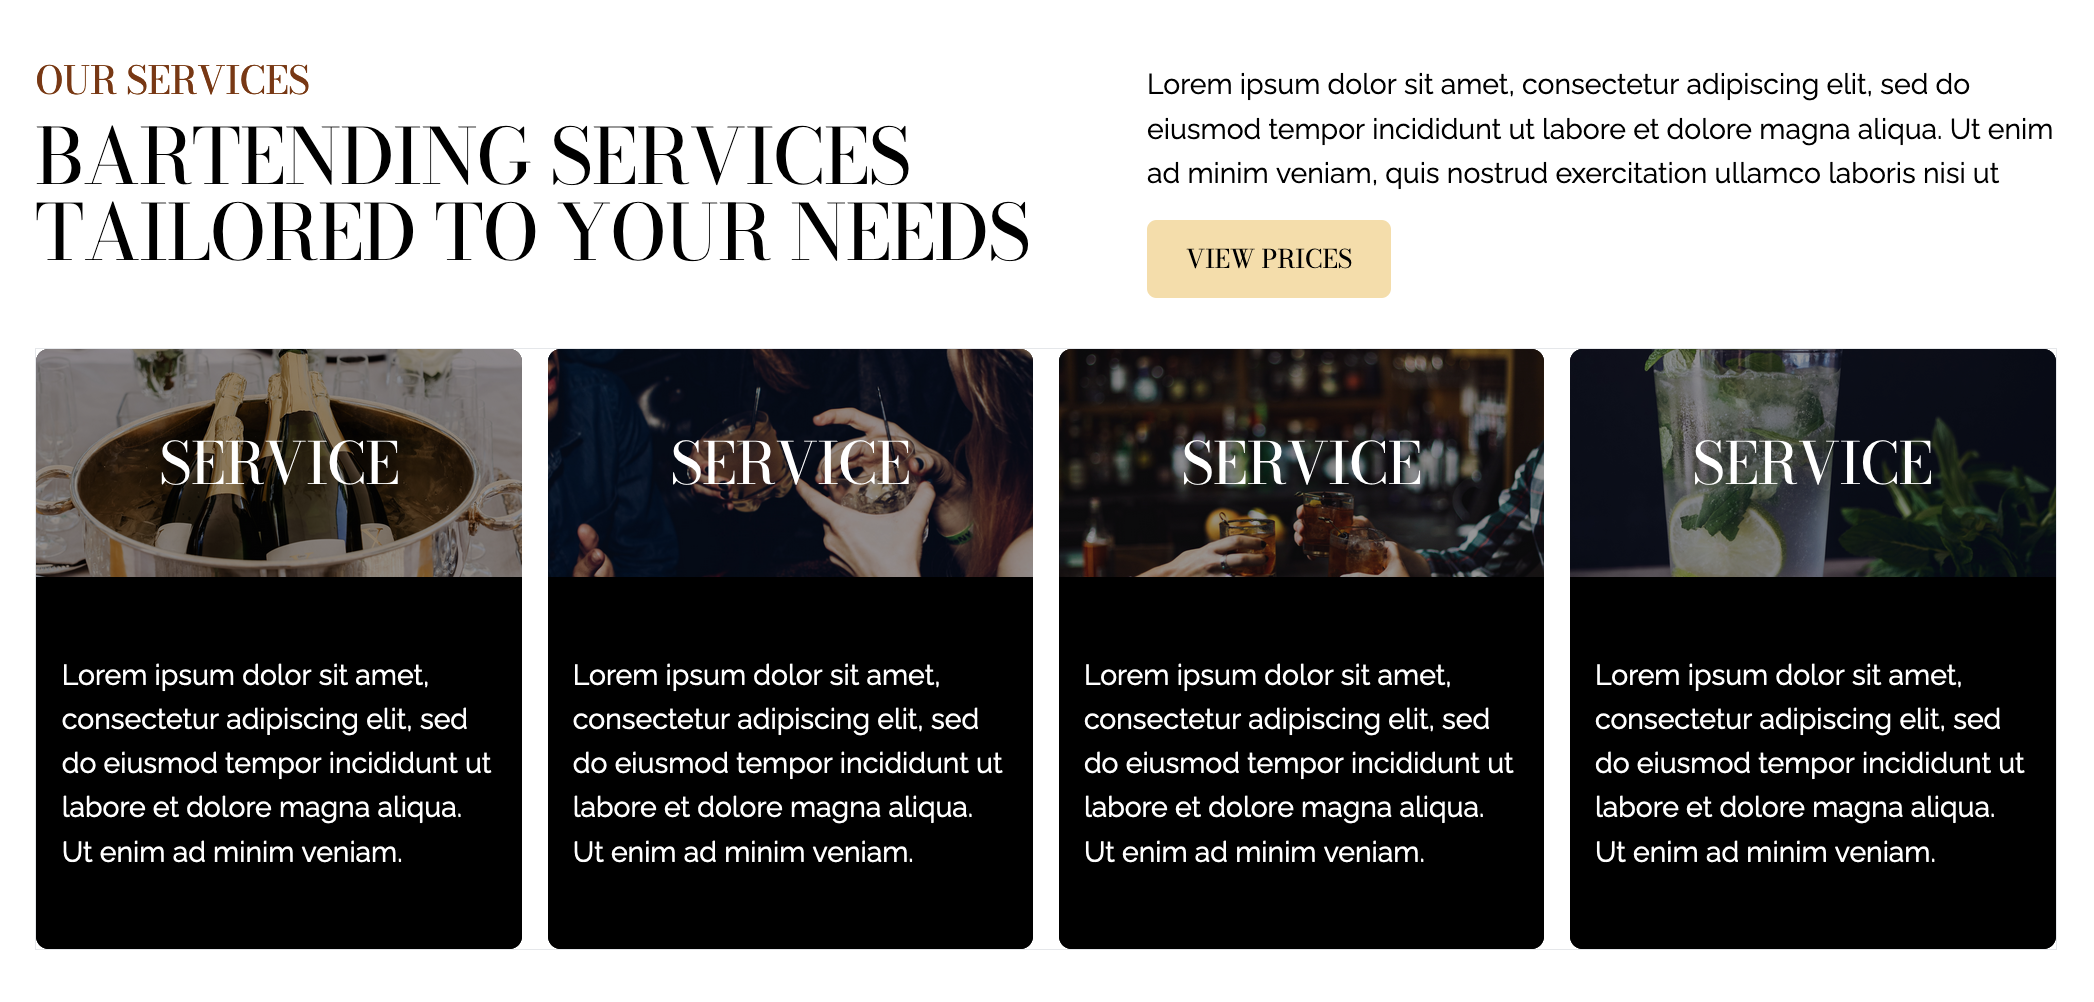 OUR SERVICES
BARTENDING SERVICES
TAILORED TO YOUR NEEDS
Lorem ipsum dolor sit amet, consectetur adipiscing elit, sed do
eiusmod tempor incididunt ut labore et dolore magna aliqua. Ut enim
ad minim veniam, quis nostrud exercitation ullamco laboris nisi ut
VIEW PRICES
SERVICE
Lorem ipsum dolor sit amet,
consectetur adipiscing elit, sed
do eiusmod tempor incididunt ut
labore et dolore magna aliqua.
Ut enim ad minim veniam.
SERVICE
Lorem ipsum dolor sit amet,
consectetur adipiscing elit, sed
do eiusmod tempor incididunt ut
labore et dolore magna aliqua.
Ut enim ad minim veniam.
SERVICE
Lorem ipsum dolor sit amet,
consectetur adipiscing elit, sed
do eiusmod tempor incididunt ut
labore et dolore magna aliqua.
Ut enim ad minim veniam.
SERVICE
Lorem ipsum dolor sit amet,
consectetur adipiscing elit, sed
do eiusmod tempor incididunt ut
labore et dolore magna aliqua.
Ut enim ad minim veniam.